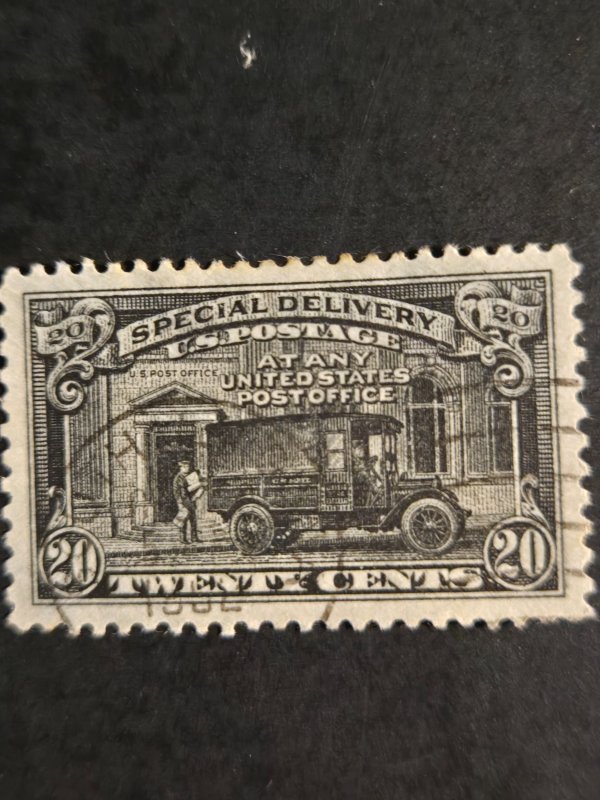 20 SPECIAL DELIVERY 20
U.S. POSTAGE
AT ANY
U.S. POST OFFICE UNITED STATES
POST OFFICE
20 TWENTY CENTS 20